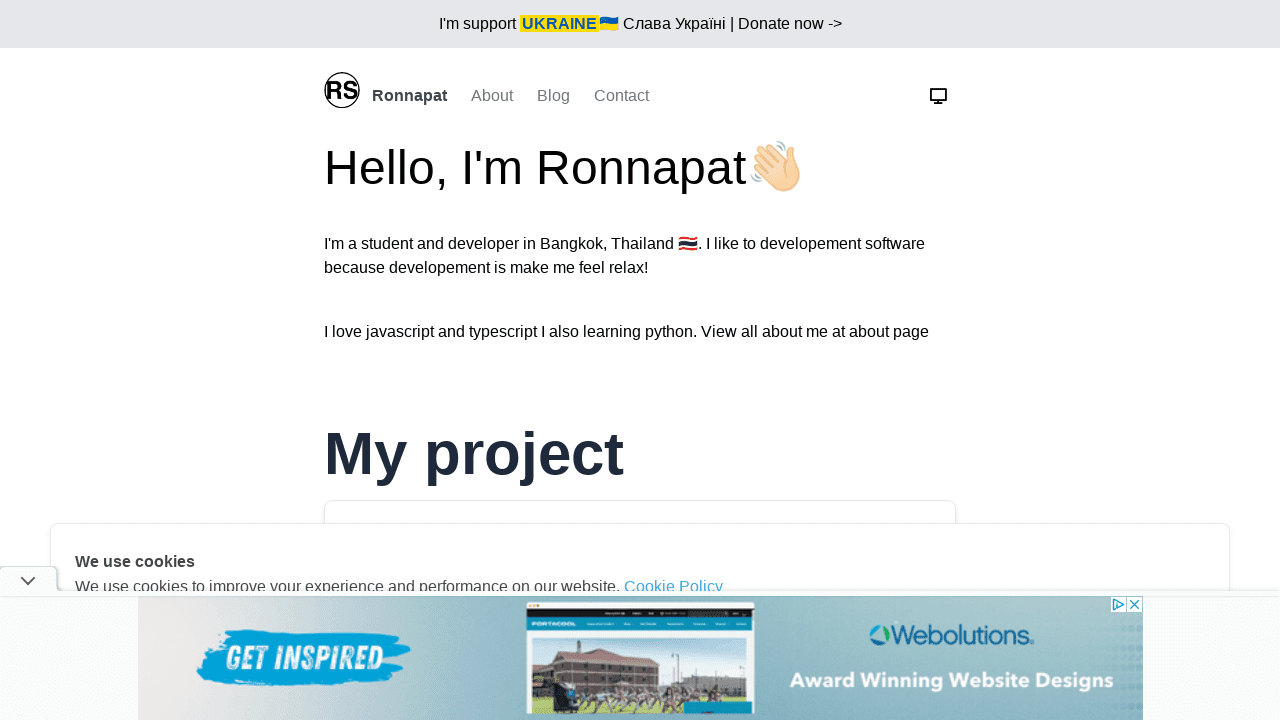 I'm support UKRAINE🇺🇦 Слава Україні | Donate now ->
RS Ronnapat About Blog Contact
Hello, I'm Ronnapat👋🏻
I'm a student and developer in Bangkok, Thailand 🇹🇭. I like to developement software
because developement is make me feel relax!
I love javascript and typescript I also learning python. View all about me at about page
My project
We use cookies
We use cookies to improve your experience and performance on our website. Cookie Policy
GET INSPIRED
PORTACOOL
Webolutions
Award Winning Website Designs